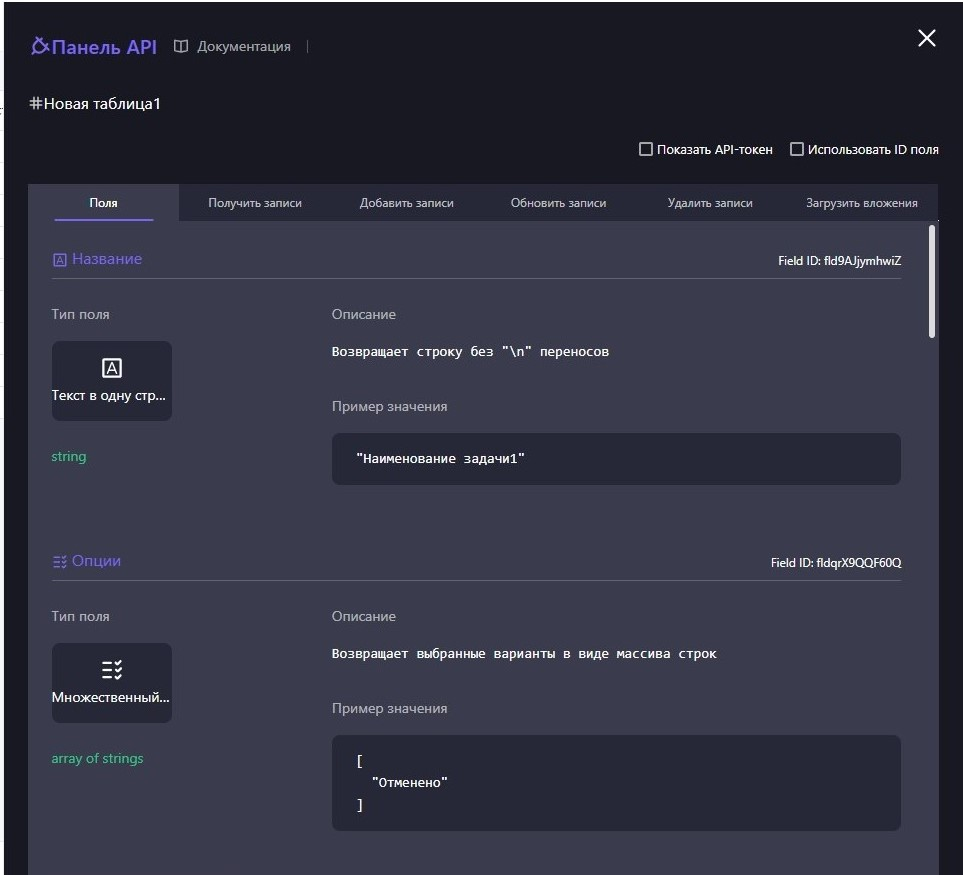 Панель API Документация
#Новая таблица1
Показать API-токен Использовать ID поля
Поля Получить записи Добавить записи Обновить записи Удалить записи Загрузить вложения
Название Field ID: fld9AJjymhwiZ
Тип поля Описание
Возвращает строку без "\n" переносов
Текст в одну стр...
Пример значения
string
"Наименование задачи1"
Опции Field ID: fldqrX9QQF60Q
Тип поля Описание
Возвращает выбранные варианты в виде массива строк
Множественный...
Пример значения
array of strings
[
"Отменено"
]